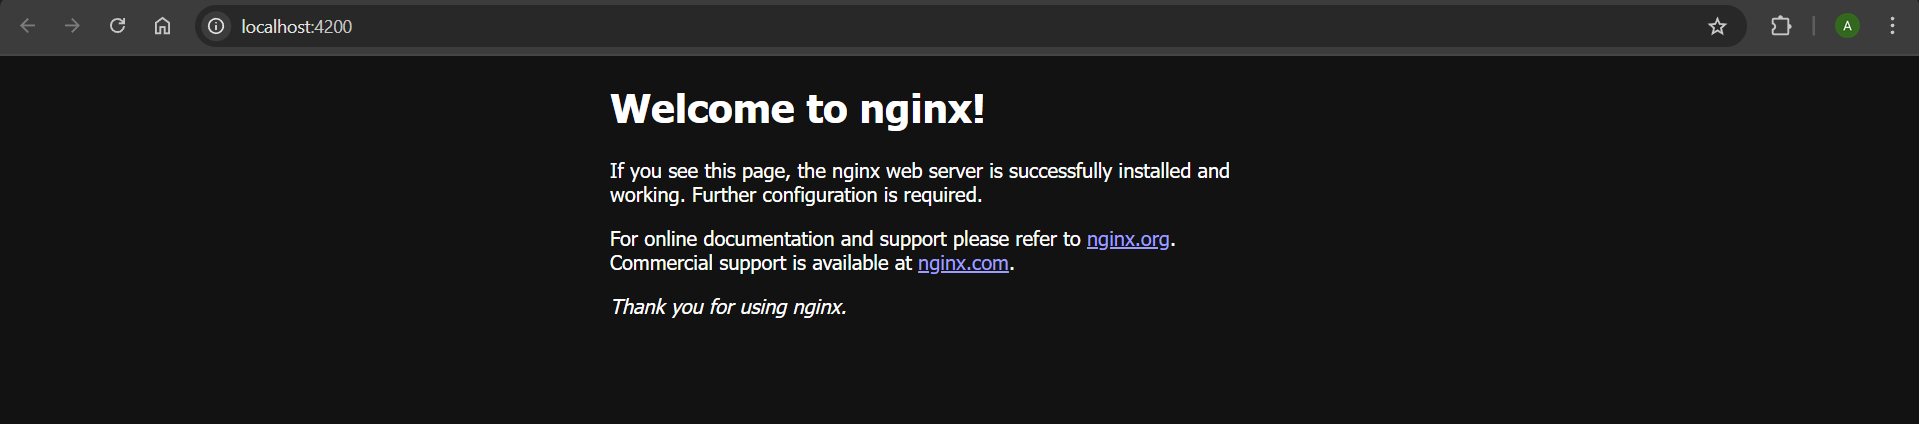 localhost:4200
A
Welcome to nginx!
If you see this page, the nginx web server is successfully installed and
working. Further configuration is required.
For online documentation and support please refer to nginx.org.
Commercial support is available at nginx.com.
Thank you for using nginx.